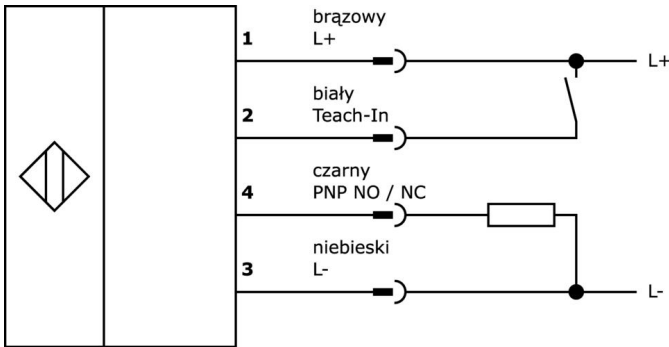 brązowy
1 L+ L+
biały
2 Teach-In
czarny
4 PNP NO / NC
niebieski
3 L- L-